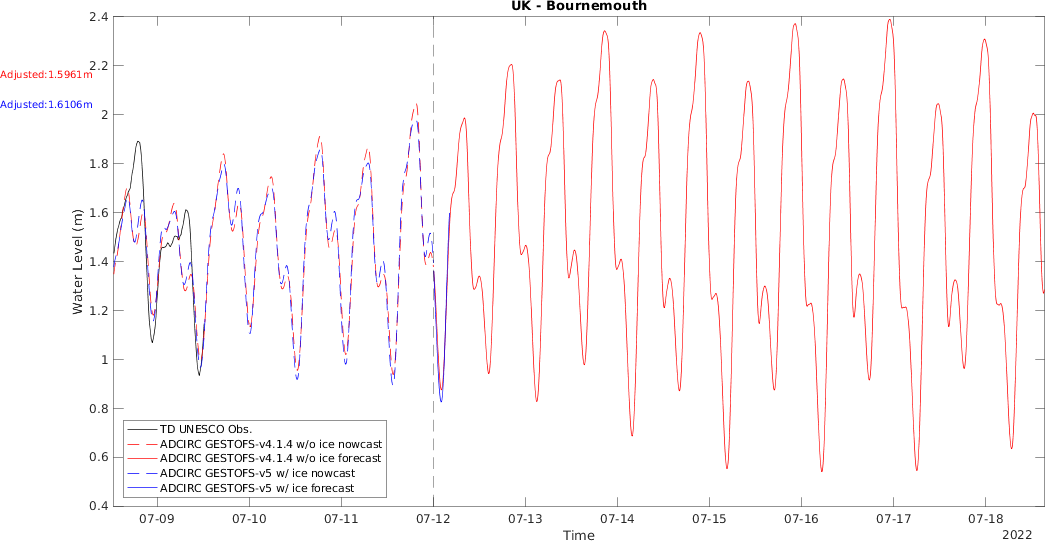 UK - Bournemouth
Adjusted:1.5961m
Adjusted:1.6106m
Water Level (m)
2.4
2.2
2
1.8
1.6
1.4
1.2
1
0.8
0.6
0.4
TD UNESCO Obs.
ADCIRC GESTOFS-v4.1.4 w/o ice nowcast
ADCIRC GESTOFS-v4.1.4 w/o ice forecast
ADCIRC GESTOFS-v5 w/ ice nowcast
ADCIRC GESTOFS-v5 w/ ice forecast
07-09 07-10 07-11 07-12 07-13 07-14 07-15 07-16 07-17 07-18
Time
2022